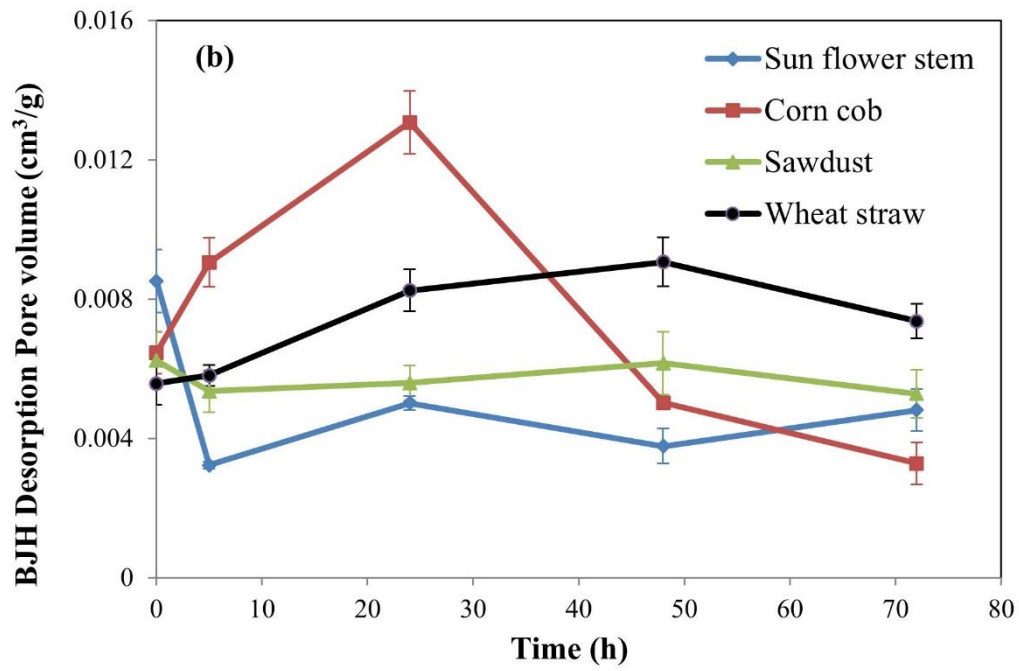 (b)
Sun flower stem
Corn cob
Sawdust
Wheat straw
BJH Desorption Pore volume (cm³/g)
0.016
0.012
0.008
0.004
0
0 10 20 30 40 50 60 70 80
Time (h)